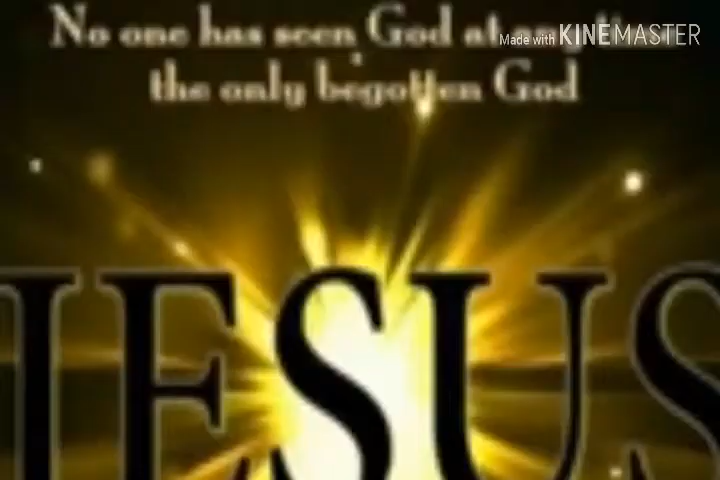 No one has seen God at
Made with KINEMASTER
the only begotten God
JESUS